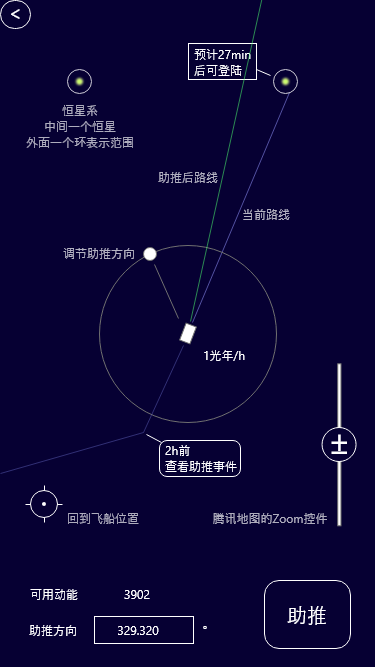 <
预计27min
后可登陆
恒星系
中间一个恒星
外面一个环表示范围
助推后路线
当前路线
调节助推方向
1光年/h
2h前
查看助推事件
±
回到飞船位置
腾讯地图的Zoom控件
可用动能 3902
助推方向 329.320 °
助推